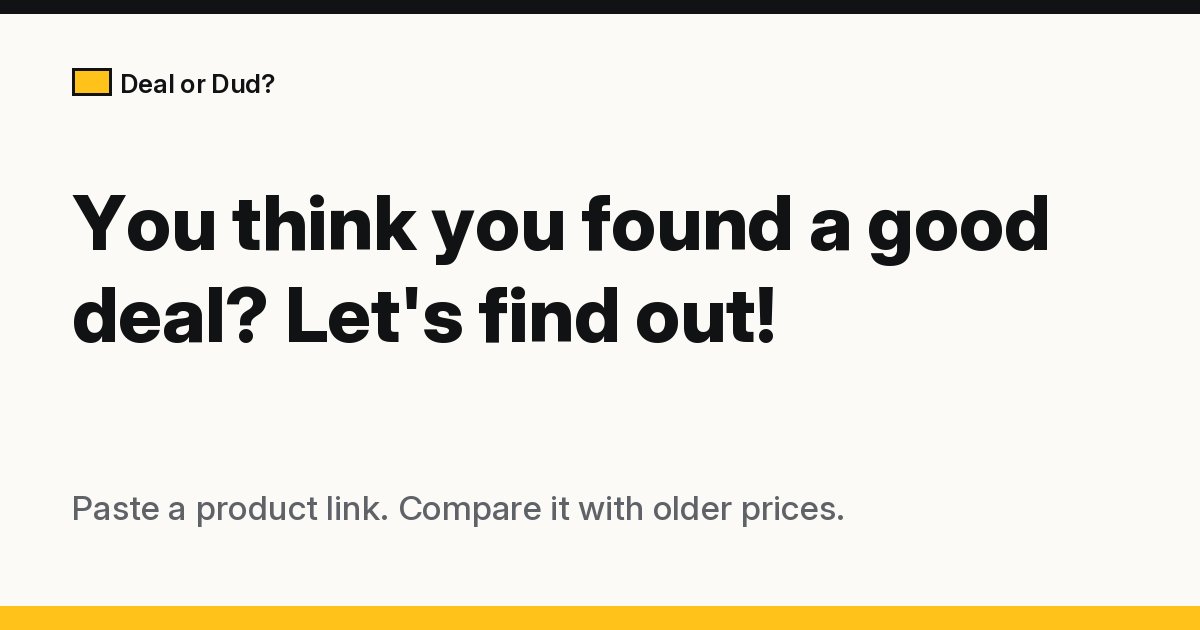 Deal or Dud?
You think you found a good
deal? Let's find out!
Paste a product link. Compare it with older prices.